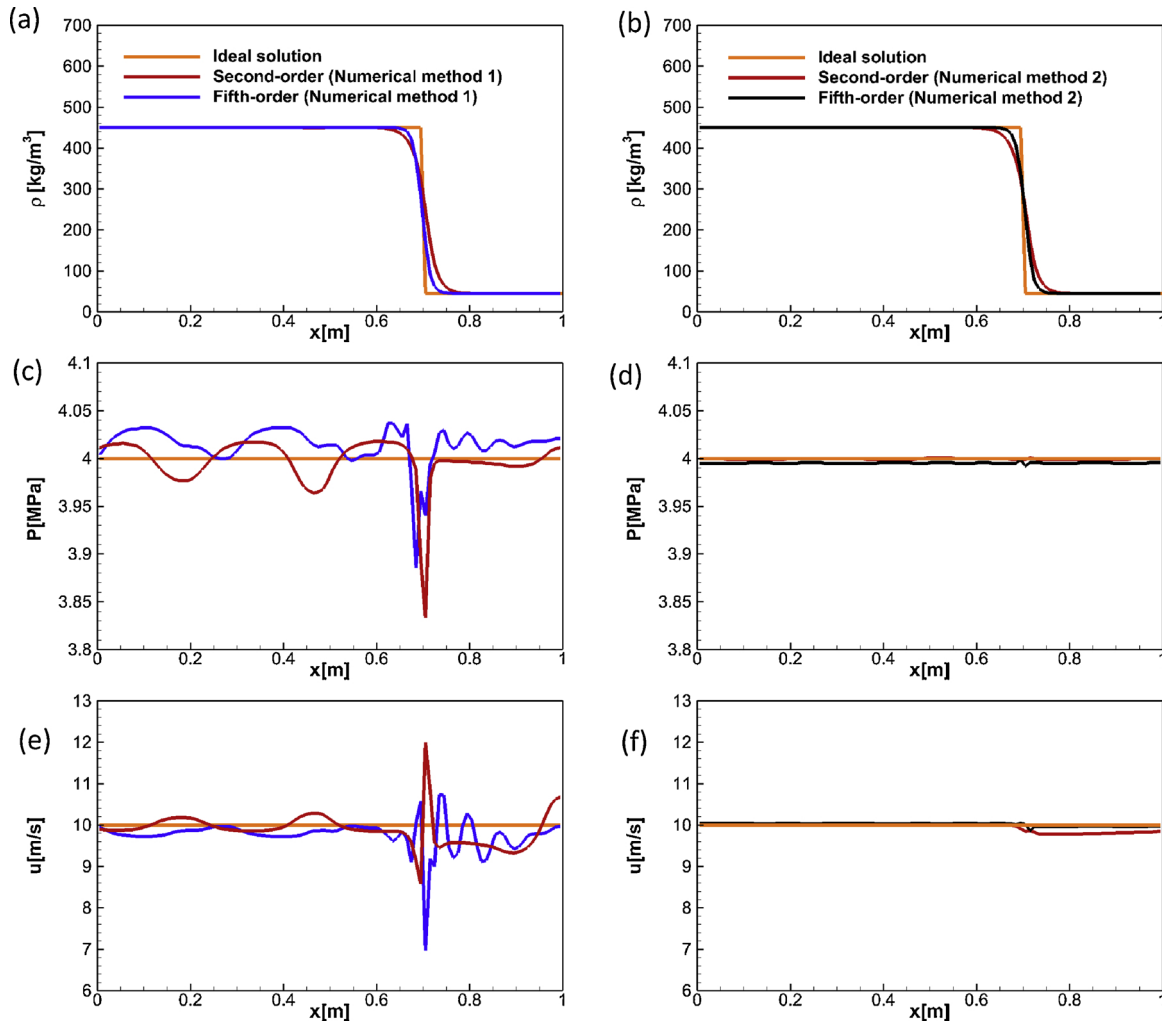 (a)
700
600
500
400
300
200
100
0
ρ [kg/m³]
Ideal solution
Second-order (Numerical method 1)
Fifth-order (Numerical method 1)
0 0.2 0.4 0.6 0.8 1
x[m]
(b)
700
600
500
400
300
200
100
0
ρ [kg/m³]
Ideal solution
Second-order (Numerical method 2)
Fifth-order (Numerical method 2)
0 0.2 0.4 0.6 0.8 1
x[m]
(c)
4.1
4.05
4
3.95
3.9
3.85
3.8
P[MPa]
0 0.2 0.4 0.6 0.8 1
x[m]
(d)
4.1
4.05
4
3.95
3.9
3.85
3.8
P[MPa]
0 0.2 0.4 0.6 0.8 1
x[m]
(e)
13
12
11
10
9
8
7
6
u[m/s]
0 0.2 0.4 0.6 0.8 1
x[m]
(f)
13
12
11
10
9
8
7
6
u[m/s]
0 0.2 0.4 0.6 0.8 1
x[m]